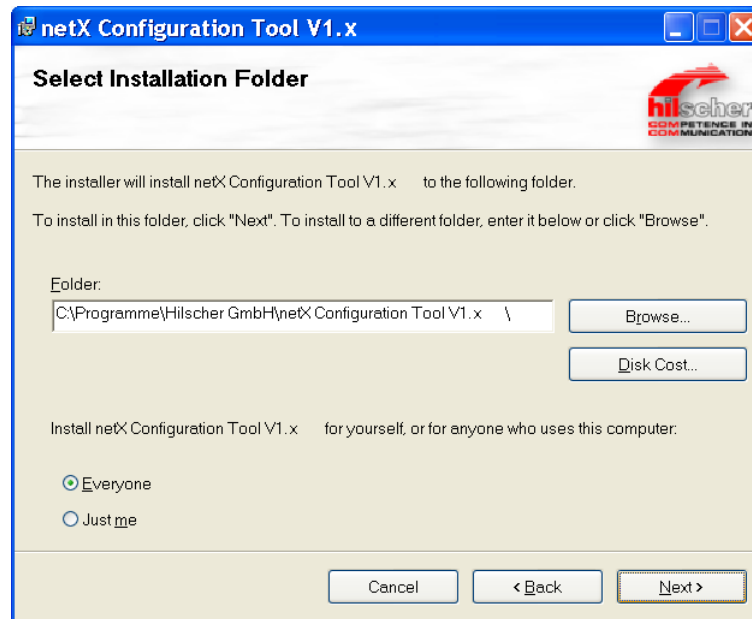 netX Configuration Tool V1.x
Select Installation Folder
hilscher
COMPETENCE IN
COMMUNICATION
The installer will install netX Configuration Tool V1.x to the following folder.
To install in this folder, click "Next". To install to a different folder, enter it below or click "Browse".
Folder:
C:\Programme\Hilscher GmbH\netX Configuration Tool V1.x \
Browse...
Disk Cost...
Install netX Configuration Tool V1.x for yourself, or for anyone who uses this computer:
Everyone
Just me
Cancel
< Back
Next >